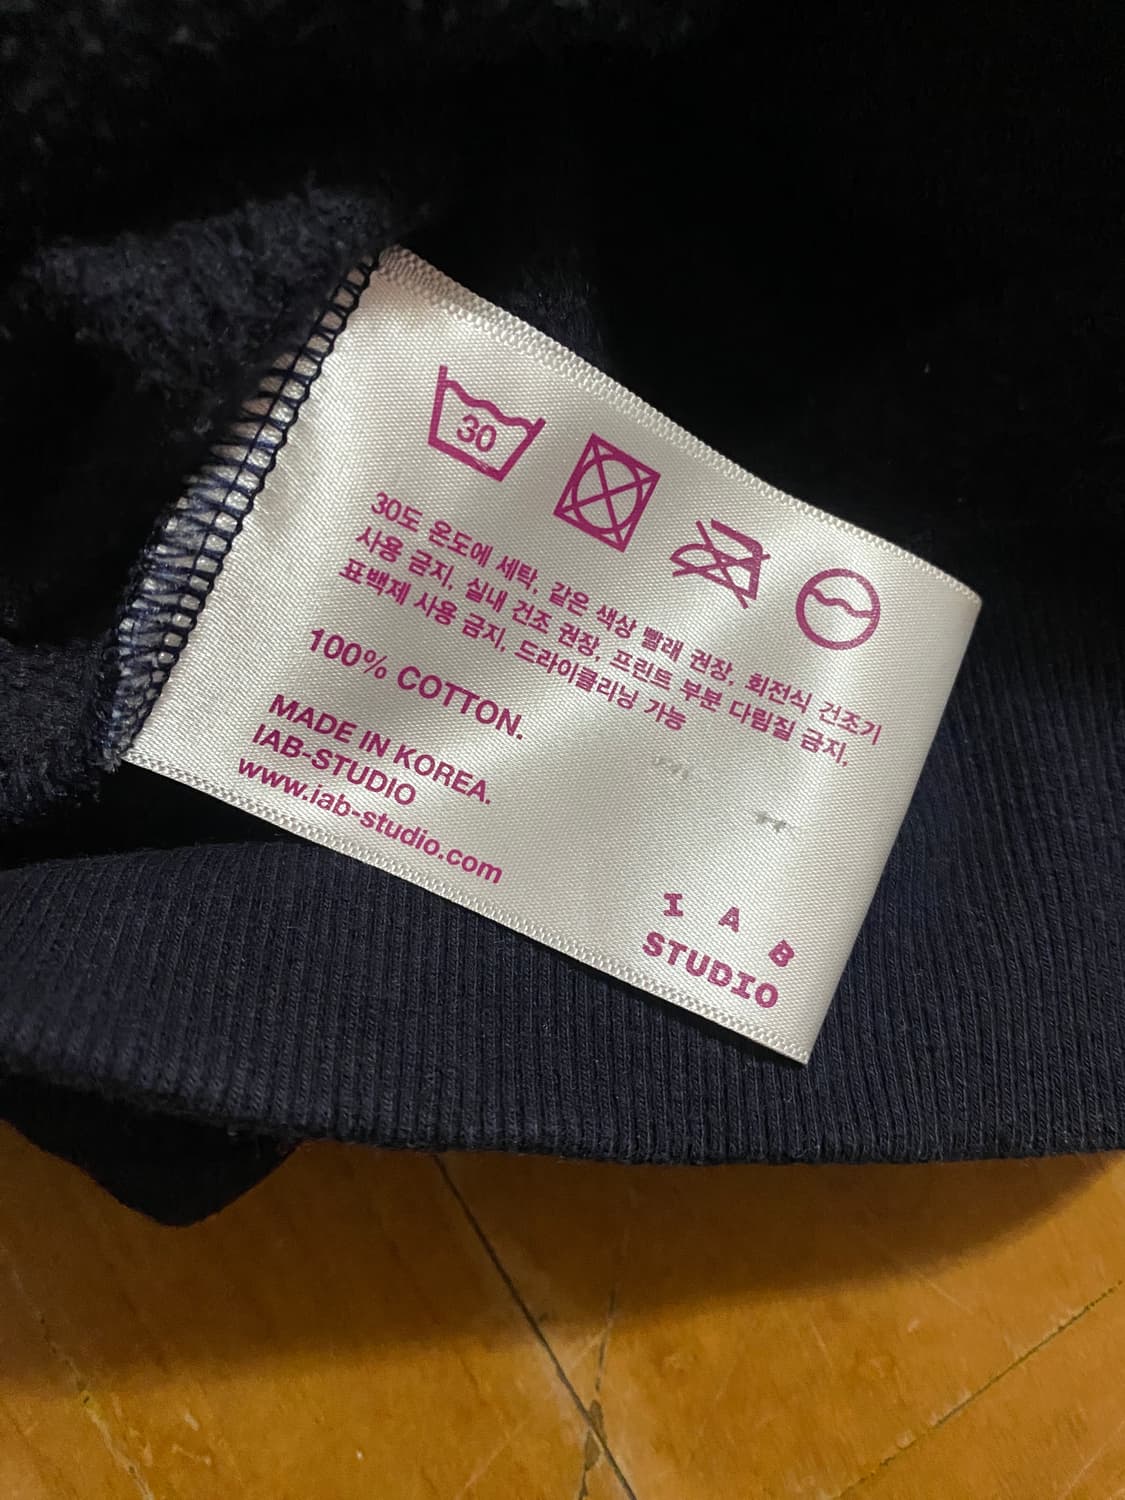 30
30도 온도에 세탁, 같은 색상 빨래 권장, 회전식 건조기
사용 금지, 실내 건조 권장, 프린트 부분 다림질 금지,
표백제 사용 금지, 드라이클리닝 가능
100% COTTON.
MADE IN KOREA.
IAB-STUDIO
www.iab-studio.com
I A B
STUDIO